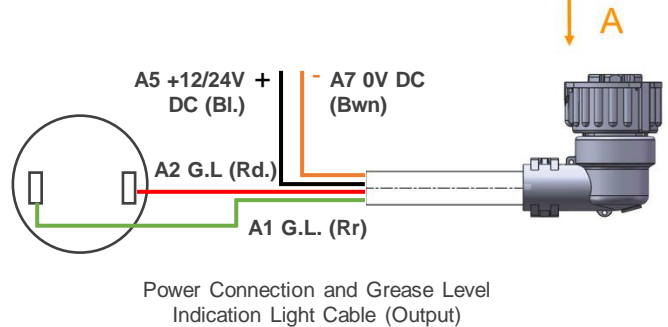 A
A5 +12/24V +
DC (Bl.)
- A7 0V DC
(Bwn)
A2 G.L (Rd.)
A1 G.L. (Rr)
Power Connection and Grease Level
Indication Light Cable (Output)